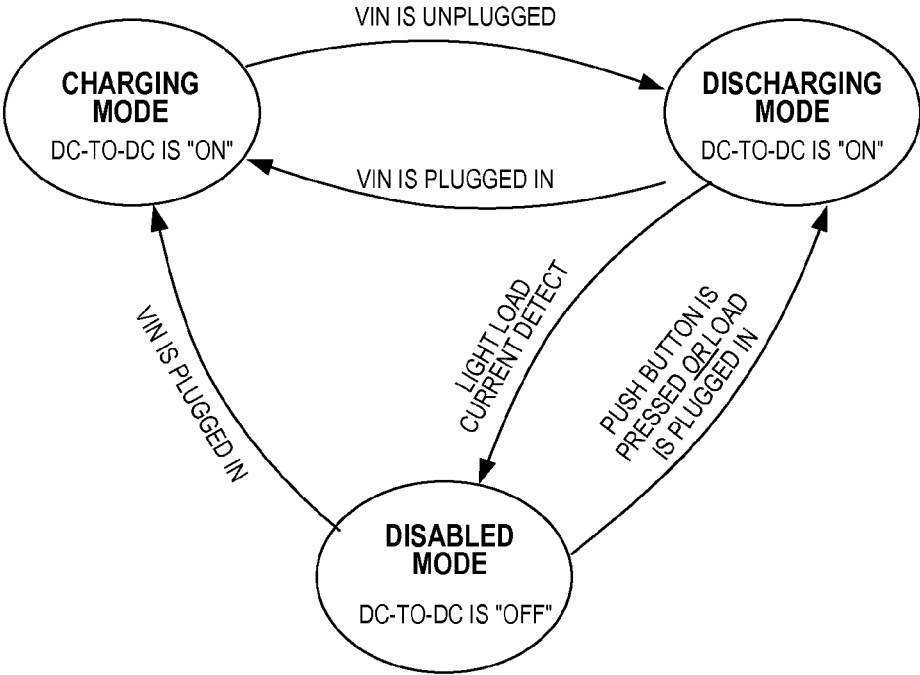 VIN IS UNPLUGGED
CHARGING
MODE
DC-TO-DC IS "ON"
DISCHARGING
MODE
DC-TO-DC IS "ON"
VIN IS PLUGGED IN
VIN IS PLUGGED IN
LIGHT LOAD
CURRENT DETECT
PUSH BUTTON IS
PRESSED OR LOAD
IS PLUGGED IN
DISABLED
MODE
DC-TO-DC IS "OFF"